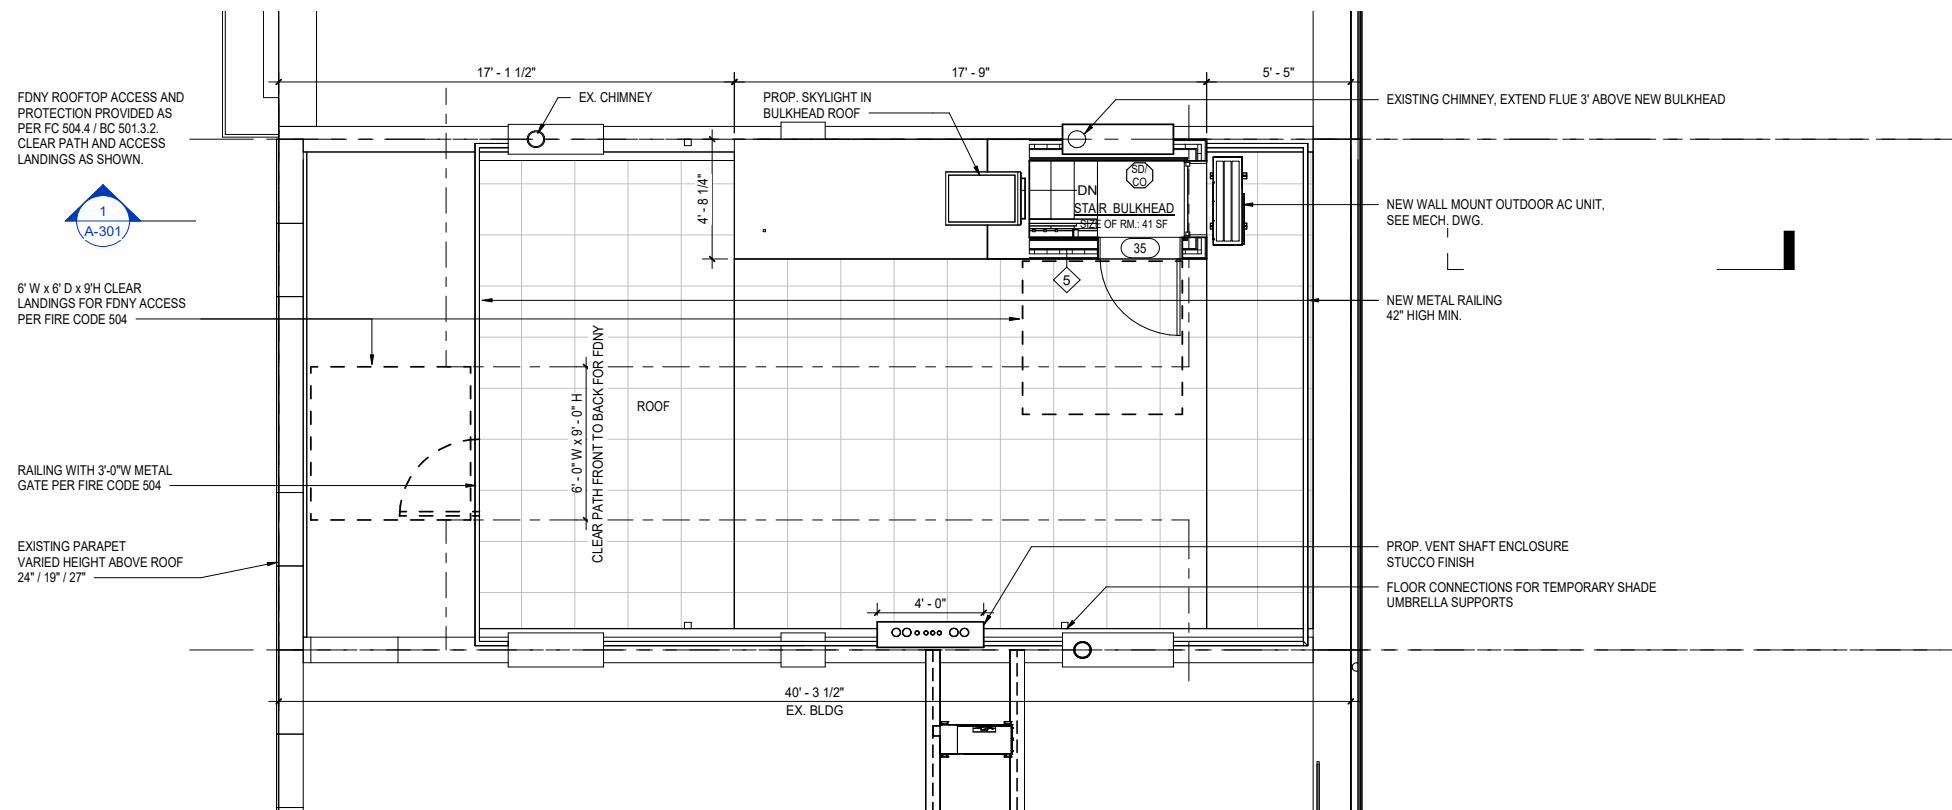 17' - 1 1/2"
17' - 9"
5' - 5"
FDNY ROOFTOP ACCESS AND
PROTECTION PROVIDED AS
PER FC 504.4 / BC 501.3.2.
CLEAR PATH AND ACCESS
LANDINGS AS SHOWN.
EX. CHIMNEY
PROP. SKYLIGHT IN
BULKHEAD ROOF
EXISTING CHIMNEY, EXTEND FLUE 3' ABOVE NEW BULKHEAD
1
A-301
4' - 8 1/4"
SD/
CO
DN
STAIR BULKHEAD
SIZE OF RM.: 41 SF
35
5
NEW WALL MOUNT OUTDOOR AC UNIT,
SEE MECH. DWG.
6' W x 6' D x 9'H CLEAR
LANDINGS FOR FDNY ACCESS
PER FIRE CODE 504
NEW METAL RAILING
42" HIGH MIN.
6' - 0" W x 9' - 0" H
CLEAR PATH FRONT TO BACK FOR FDNY
ROOF
RAILING WITH 3'-0"W METAL
GATE PER FIRE CODE 504
EXISTING PARAPET
VARIED HEIGHT ABOVE ROOF
24" / 19" / 27"
PROP. VENT SHAFT ENCLOSURE
STUCCO FINISH
FLOOR CONNECTIONS FOR TEMPORARY SHADE
UMBRELLA SUPPORTS
4' - 0"
40' - 3 1/2"
EX. BLDG